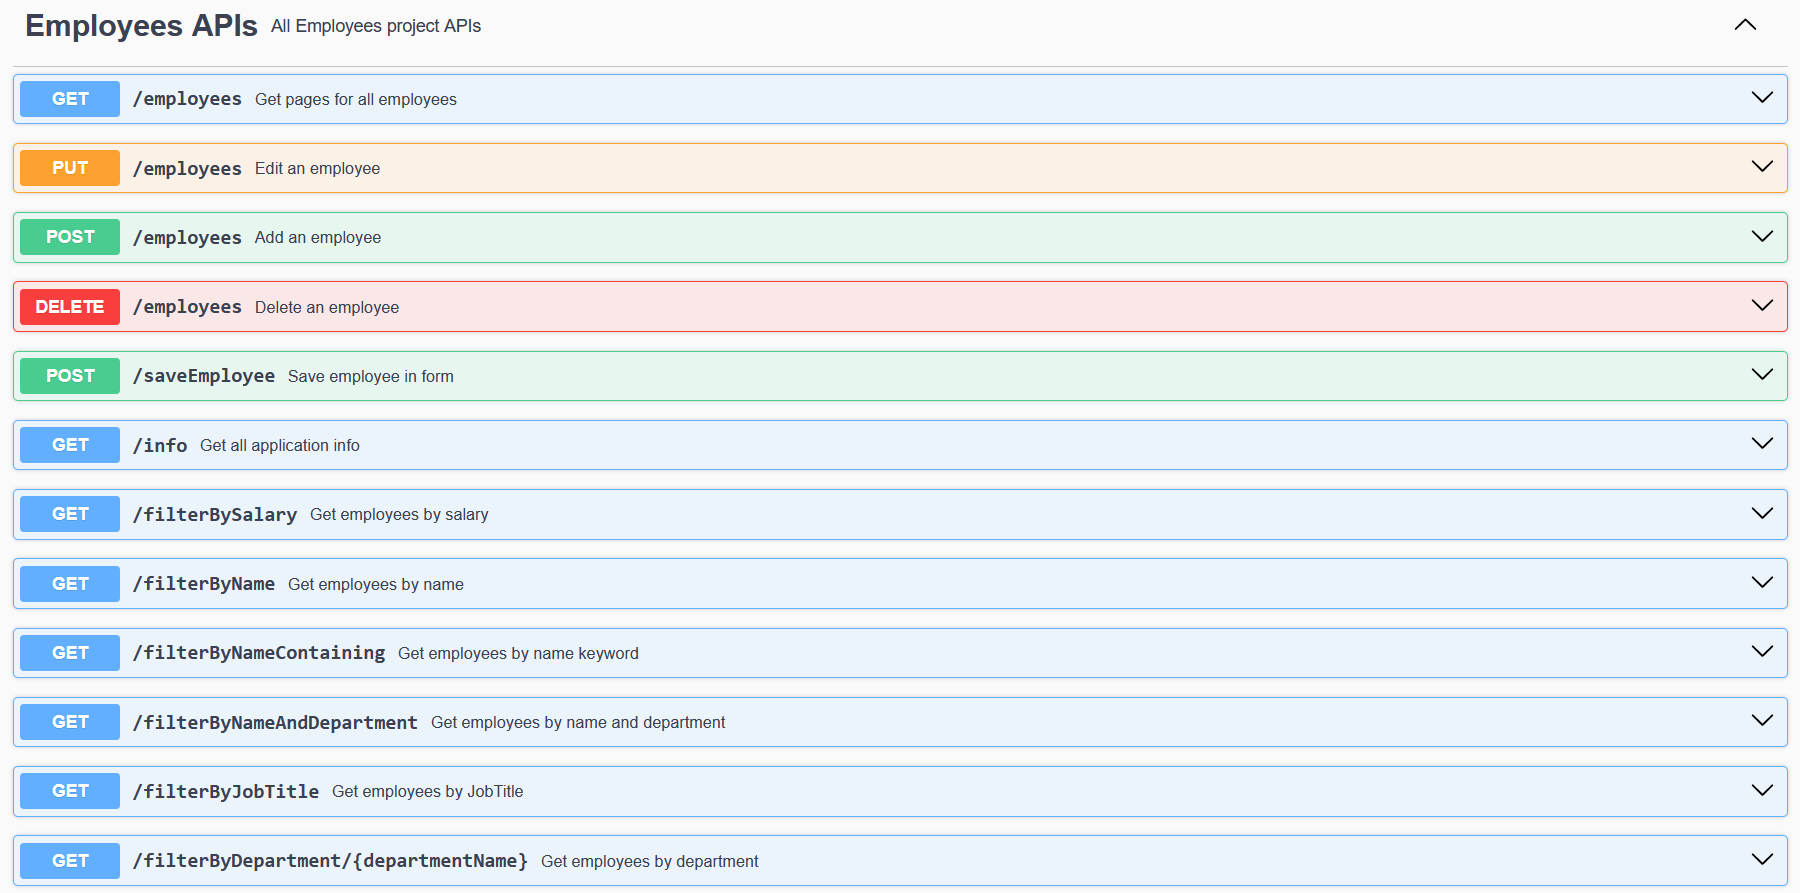 Employees APIs All Employees project APIs
GET /employees Get pages for all employees
PUT /employees Edit an employee
POST /employees Add an employee
DELETE /employees Delete an employee
POST /saveEmployee Save employee in form
GET /info Get all application info
GET /filterBySalary Get employees by salary
GET /filterByName Get employees by name
GET /filterByNameContaining Get employees by name keyword
GET /filterByNameAndDepartment Get employees by name and department
GET /filterByJobTitle Get employees by JobTitle
GET /filterByDepartment/{departmentName} Get employees by department